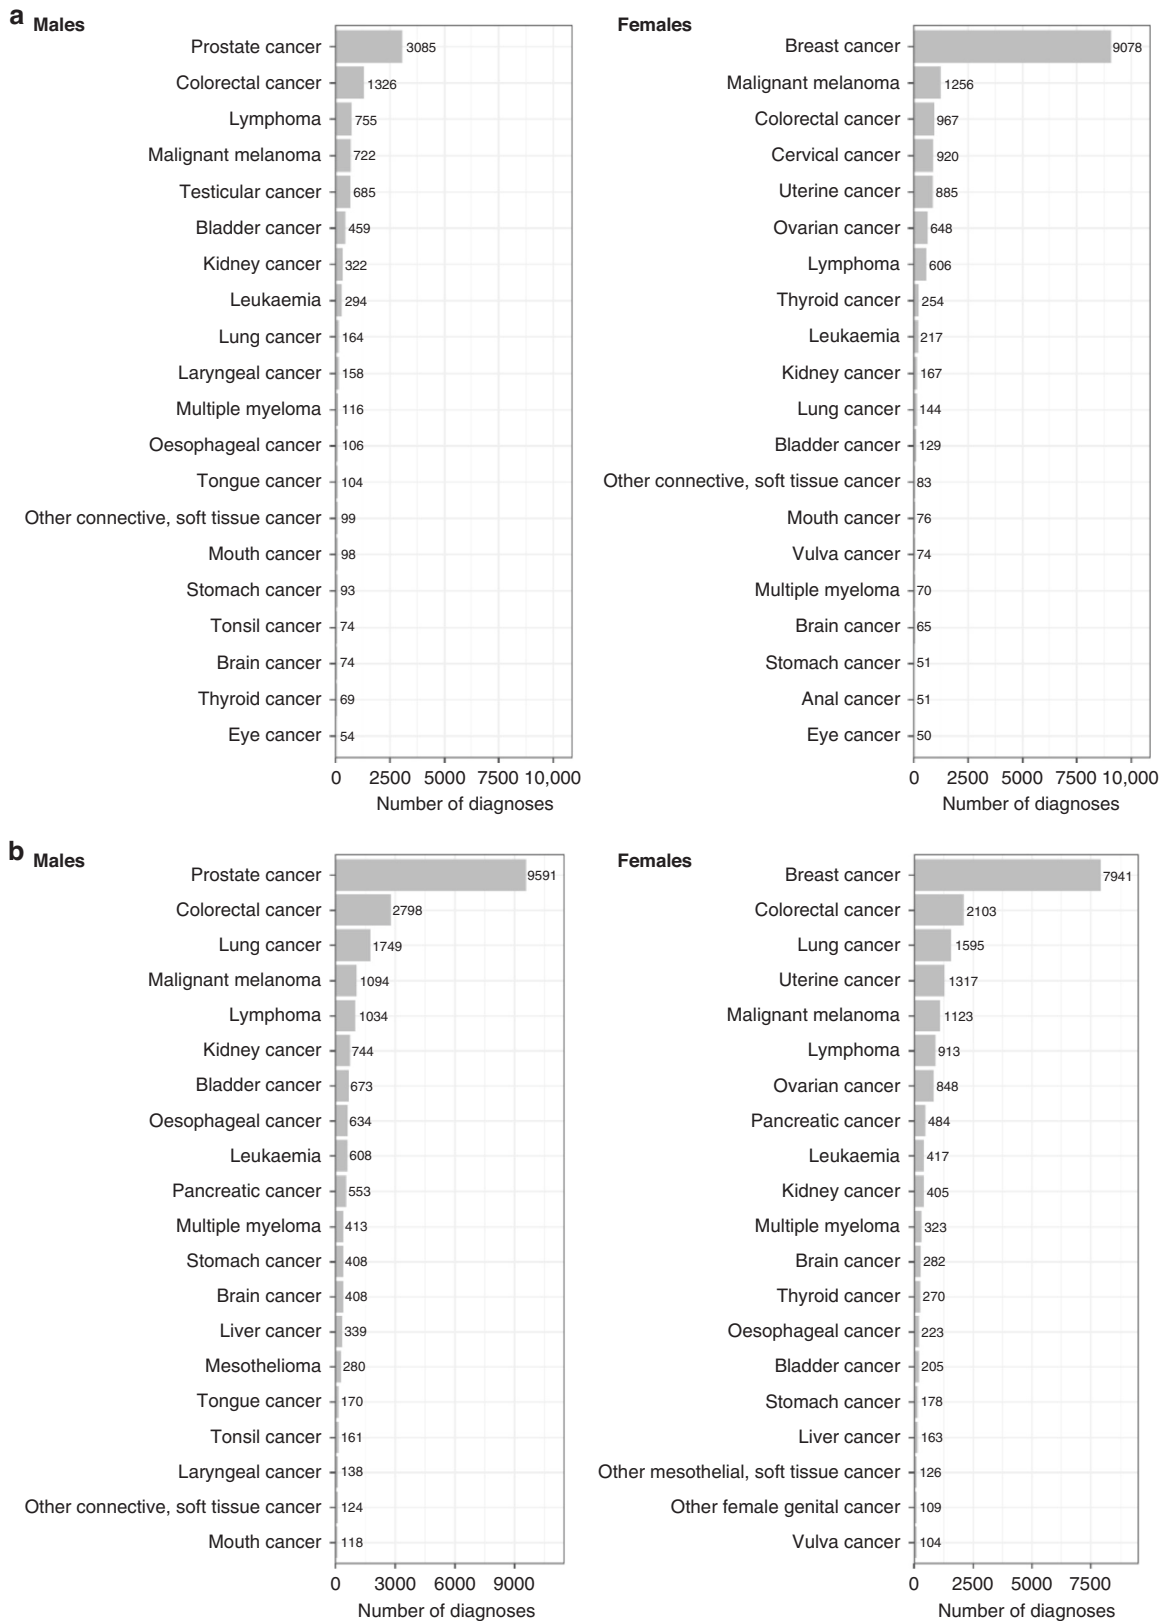 a Males
Prostate cancer 3085
Colorectal cancer 1326
Lymphoma 755
Malignant melanoma 722
Testicular cancer 685
Bladder cancer 459
Kidney cancer 322
Leukaemia 294
Lung cancer 164
Laryngeal cancer 158
Multiple myeloma 116
Oesophageal cancer 106
Tongue cancer 104
Other connective, soft tissue cancer 99
Mouth cancer 98
Stomach cancer 93
Tonsil cancer 74
Brain cancer 74
Thyroid cancer 69
Eye cancer 54
0 2500 5000 7500 10,000
Number of diagnoses
Females
Breast cancer 9078
Malignant melanoma 1256
Colorectal cancer 967
Cervical cancer 920
Uterine cancer 885
Ovarian cancer 648
Lymphoma 606
Thyroid cancer 254
Leukaemia 217
Kidney cancer 167
Lung cancer 144
Bladder cancer 129
Other connective, soft tissue cancer 83
Mouth cancer 76
Vulva cancer 74
Multiple myeloma 70
Brain cancer 65
Stomach cancer 51
Anal cancer 51
Eye cancer 50
0 2500 5000 7500 10,000
Number of diagnoses
b Males
Prostate cancer 9591
Colorectal cancer 2798
Lung cancer 1749
Malignant melanoma 1094
Lymphoma 1034
Kidney cancer 744
Bladder cancer 673
Oesophageal cancer 634
Leukaemia 608
Pancreatic cancer 553
Multiple myeloma 413
Stomach cancer 408
Brain cancer 408
Liver cancer 339
Mesothelioma 280
Tongue cancer 170
Tonsil cancer 161
Laryngeal cancer 138
Other connective, soft tissue cancer 124
Mouth cancer 118
0 3000 6000 9000
Number of diagnoses
Females
Breast cancer 7941
Colorectal cancer 2103
Lung cancer 1595
Uterine cancer 1317
Malignant melanoma 1123
Lymphoma 913
Ovarian cancer 848
Pancreatic cancer 484
Leukaemia 417
Kidney cancer 405
Multiple myeloma 323
Brain cancer 282
Thyroid cancer 270
Oesophageal cancer 223
Bladder cancer 205
Stomach cancer 178
Liver cancer 163
Other mesothelial, soft tissue cancer 126
Other female genital cancer 109
Vulva cancer 104
0 2500 5000 7500
Number of diagnoses